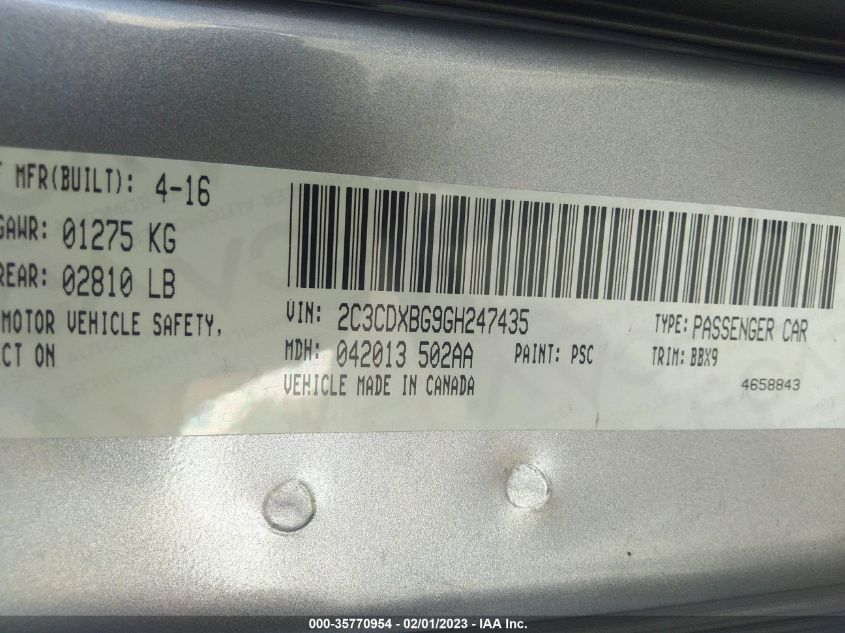 MFR(BUILT): 4-16
GAWR: 01275 KG
REAR: 02810 LB
MOTOR VEHICLE SAFETY,
CT ON
VIN: 2C3CDXBG9GH247435
TYPE: PASSENGER CAR
MDH: 042013 502AA
PAINT: PSC
TRIM: BBX9
VEHICLE MADE IN CANADA
4658843
000-35770954 - 02/01/2023 - IAA Inc.